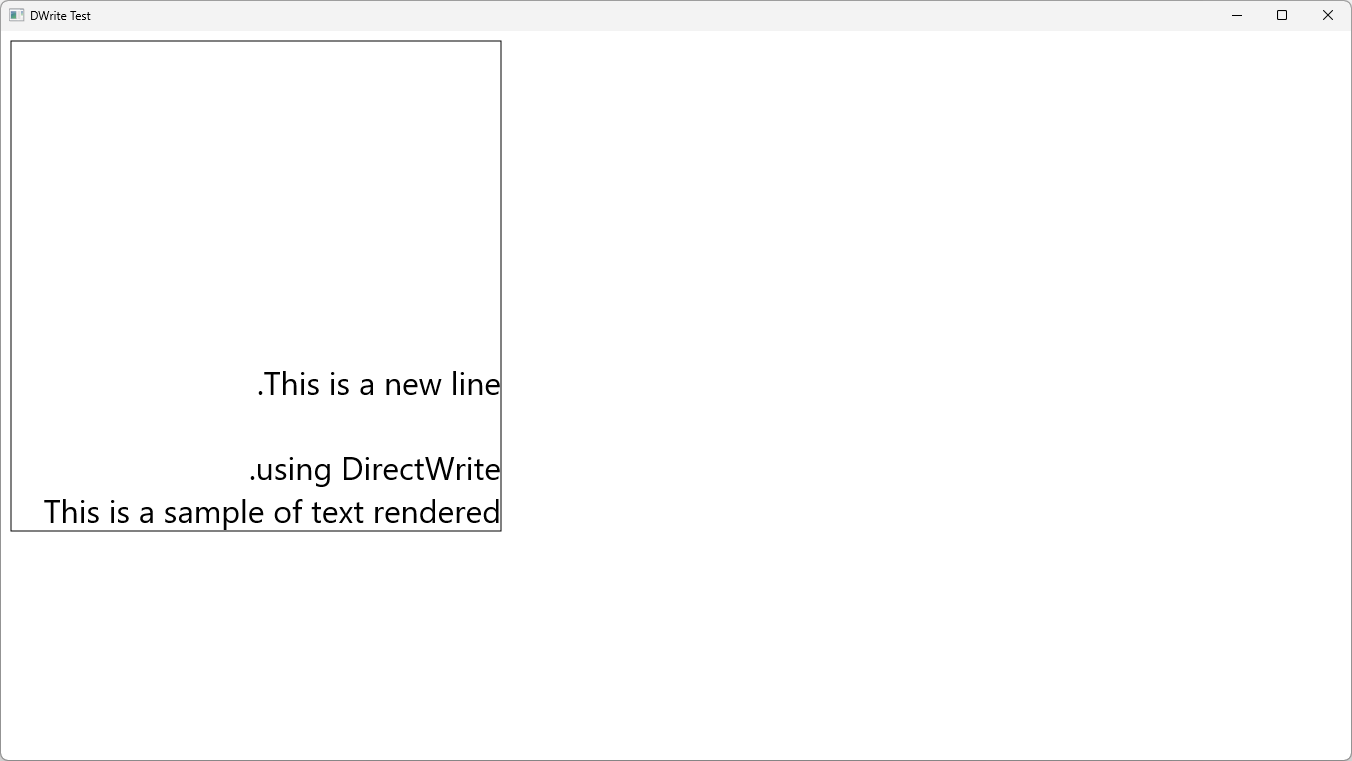 DWrite Test
.This is a new line
.using DirectWrite
This is a sample of text rendered